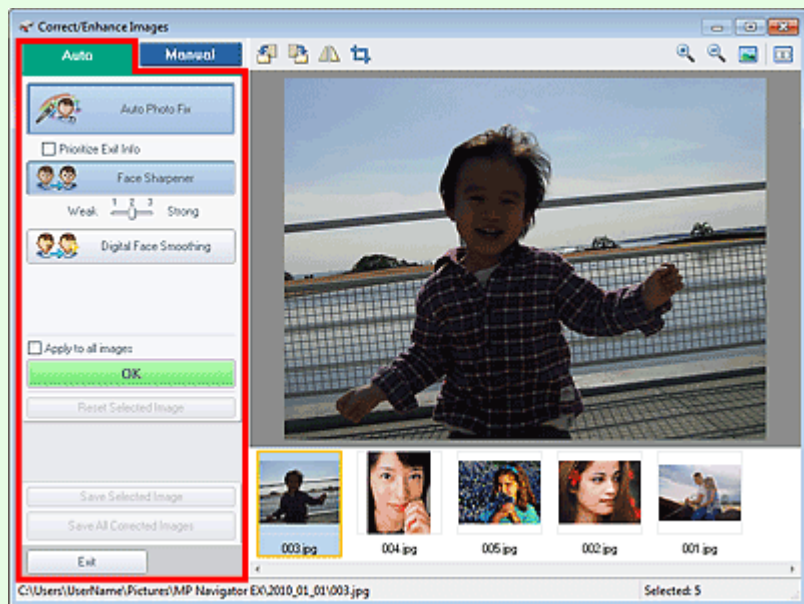 Correct/Enhance Images
Auto
Manual
Auto Photo Fix
Prioritize Exif Info
Face Sharpener
1 2 3
Weak Strong
Digital Face Smoothing
Apply to all images
OK
Reset Selected Image
Save Selected Image
Save All Corrected Images
Exit
003.jpg
004.jpg
005.jpg
002.jpg
001.jpg
C:\Users\UserName\Pictures\MP Navigator EX\2010_01_01\003.jpg
Selected: 5